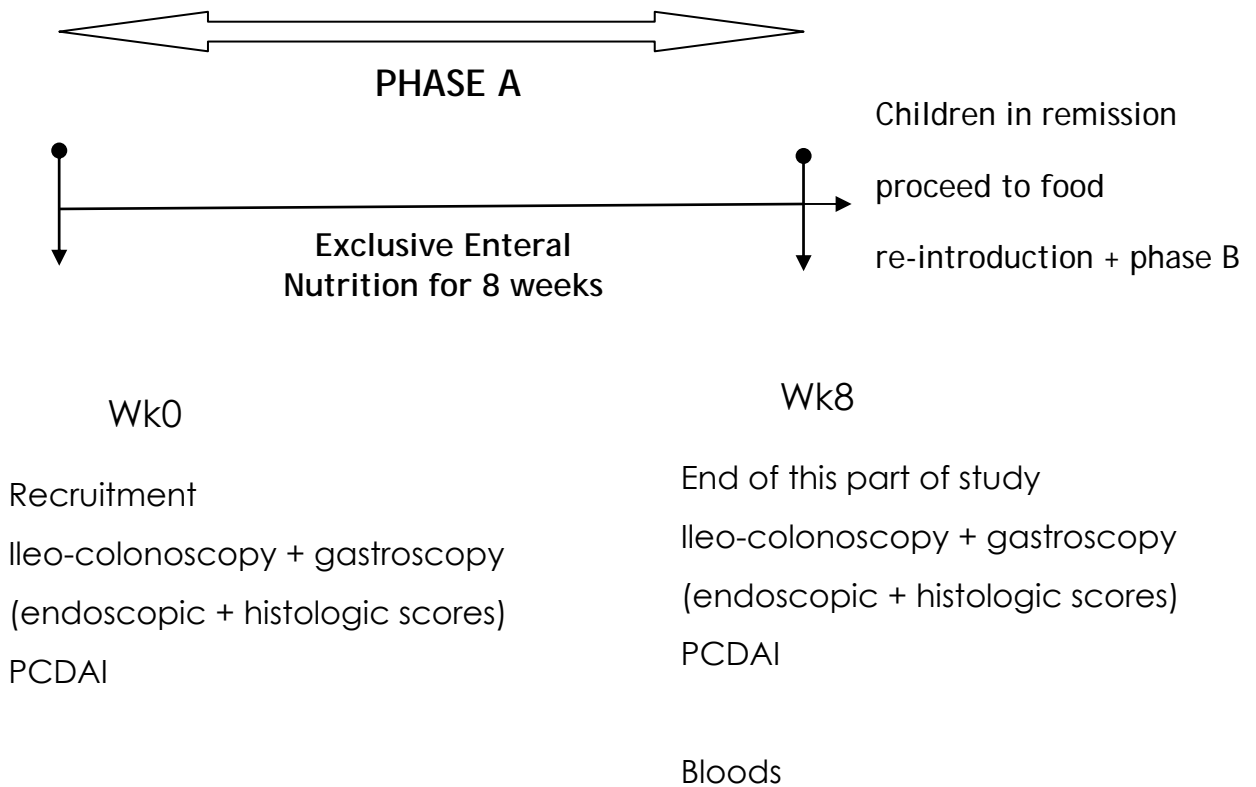 PHASE A
Children in remission
proceed to food
re-introduction + phase B
Exclusive Enteral
Nutrition for 8 weeks
Wk0
Recruitment
Ileo-colonoscopy + gastroscopy
(endoscopic + histologic scores)
PCDAI
Wk8
End of this part of study
Ileo-colonoscopy + gastroscopy
(endoscopic + histologic scores)
PCDAI
Bloods